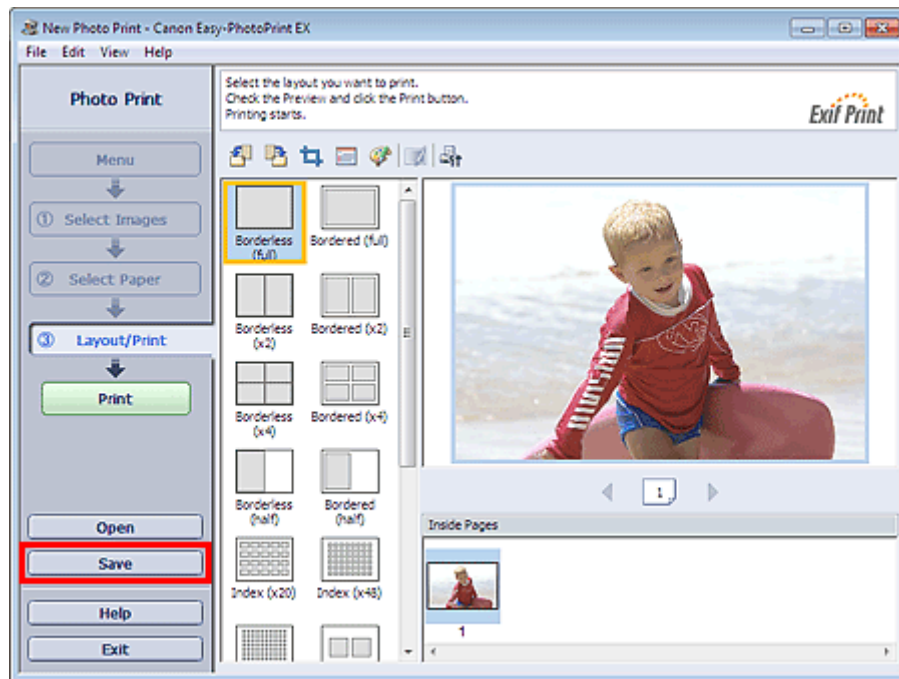 New Photo Print - Canon Easy-PhotoPrint EX
File Edit View Help
Photo Print
Select the layout you want to print.
Check the Preview and click the Print button.
Printing starts.
Exif Print
Menu
① Select Images
② Select Paper
③ Layout/Print
Print
Open
Save
Help
Exit
Borderless
(full)
Bordered (full)
Borderless
(x2)
Bordered (x2)
Borderless
(x4)
Bordered (x4)
Borderless
(half)
Bordered
(half)
Index (x20)
Index (x48)
1
Inside Pages
1